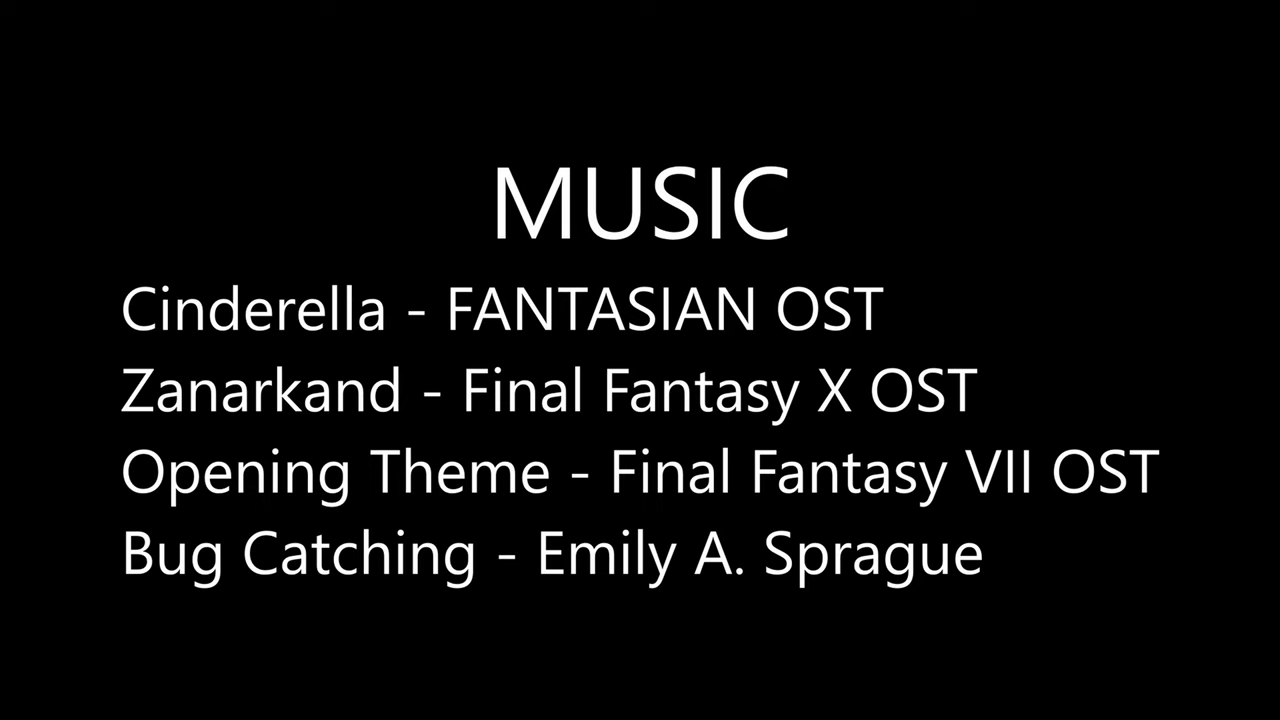 MUSIC
Cinderella - FANTASIAN OST
Zanarkand - Final Fantasy X OST
Opening Theme - Final Fantasy VII OST
Bug Catching - Emily A. Sprague